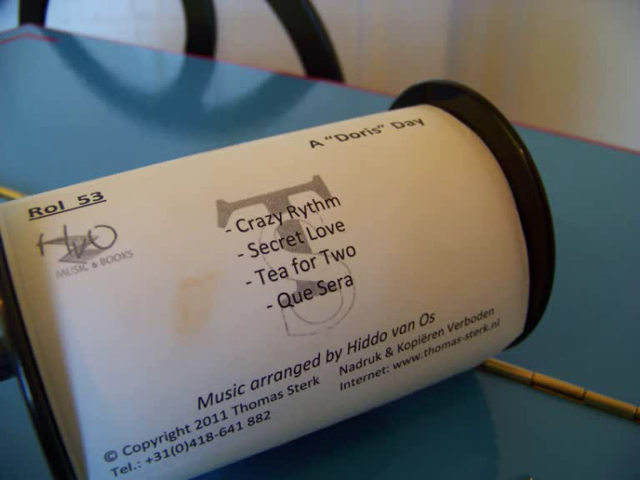 A "Doris" Day
Rol 53
HvO
MUSIC & BOOKS
TS
- Crazy Rythm
- Secret Love
- Tea for Two
- Que Sera
Music arranged by Hiddo van Os
© Copyright 2011 Thomas Sterk Nadruk & Kopiëren Verboden
Tel.: +31(0)418-641 882 Internet: www.thomas-sterk.nl